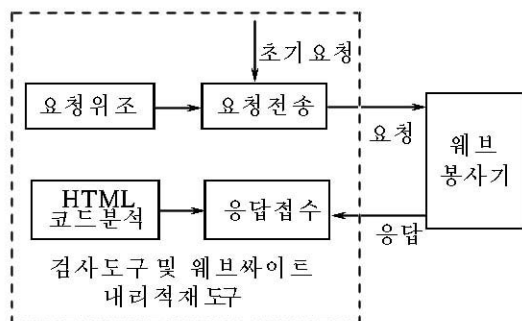 초기요청
요청위조
요청전송
요청
웨브
봉사기
HTML
코드분석
응답접수
응답
검사도구 및 웨브싸이트
내리적재도구